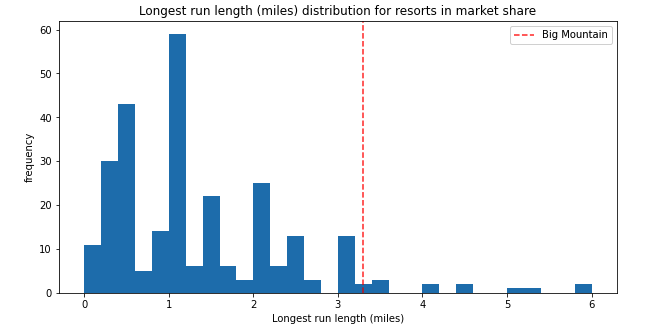 Longest run length (miles) distribution for resorts in market share
Big Mountain
60
50
40
30
20
10
0
frequency
0 1 2 3 4 5 6
Longest run length (miles)